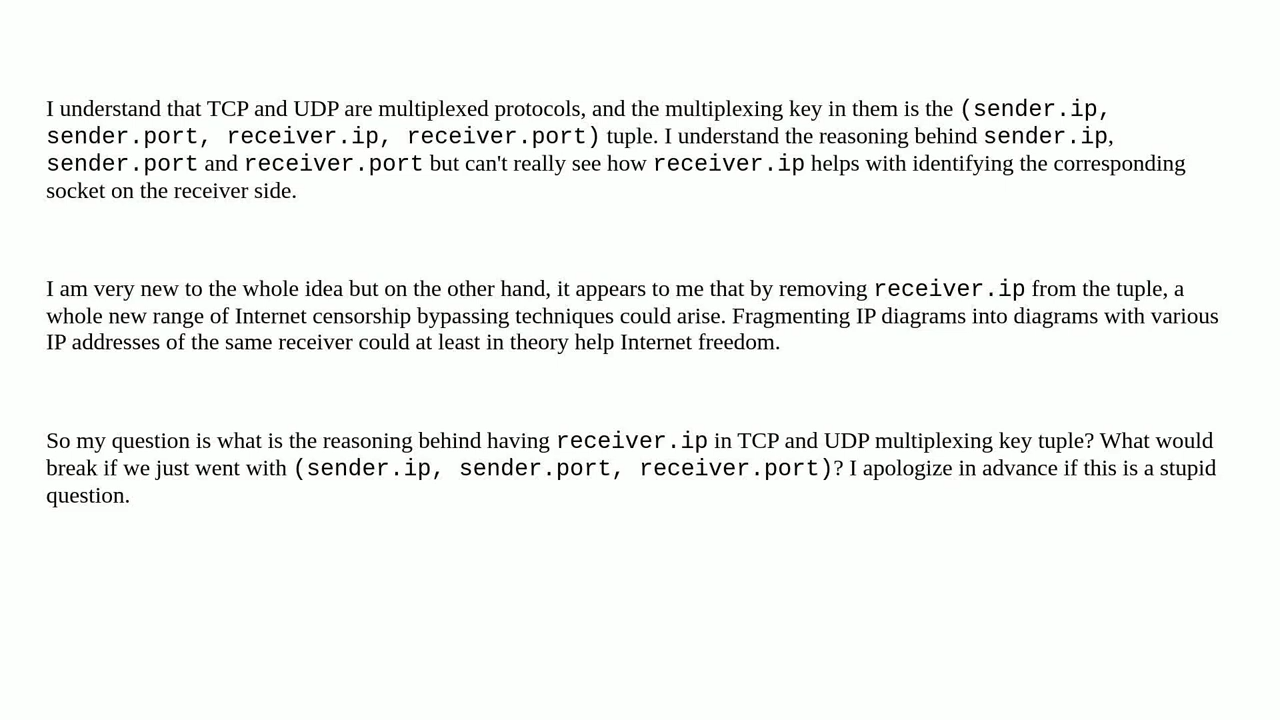 I understand that TCP and UDP are multiplexed protocols, and the multiplexing key in them is the (sender.ip,
sender.port, receiver.ip, receiver.port) tuple. I understand the reasoning behind sender.ip,
sender.port and receiver.port but can't really see how receiver.ip helps with identifying the corresponding
socket on the receiver side.
I am very new to the whole idea but on the other hand, it appears to me that by removing receiver.ip from the tuple, a
whole new range of Internet censorship bypassing techniques could arise. Fragmenting IP diagrams into diagrams with various
IP addresses of the same receiver could at least in theory help Internet freedom.
So my question is what is the reasoning behind having receiver.ip in TCP and UDP multiplexing key tuple? What would
break if we just went with (sender.ip, sender.port, receiver.port)? I apologize in advance if this is a stupid
question.